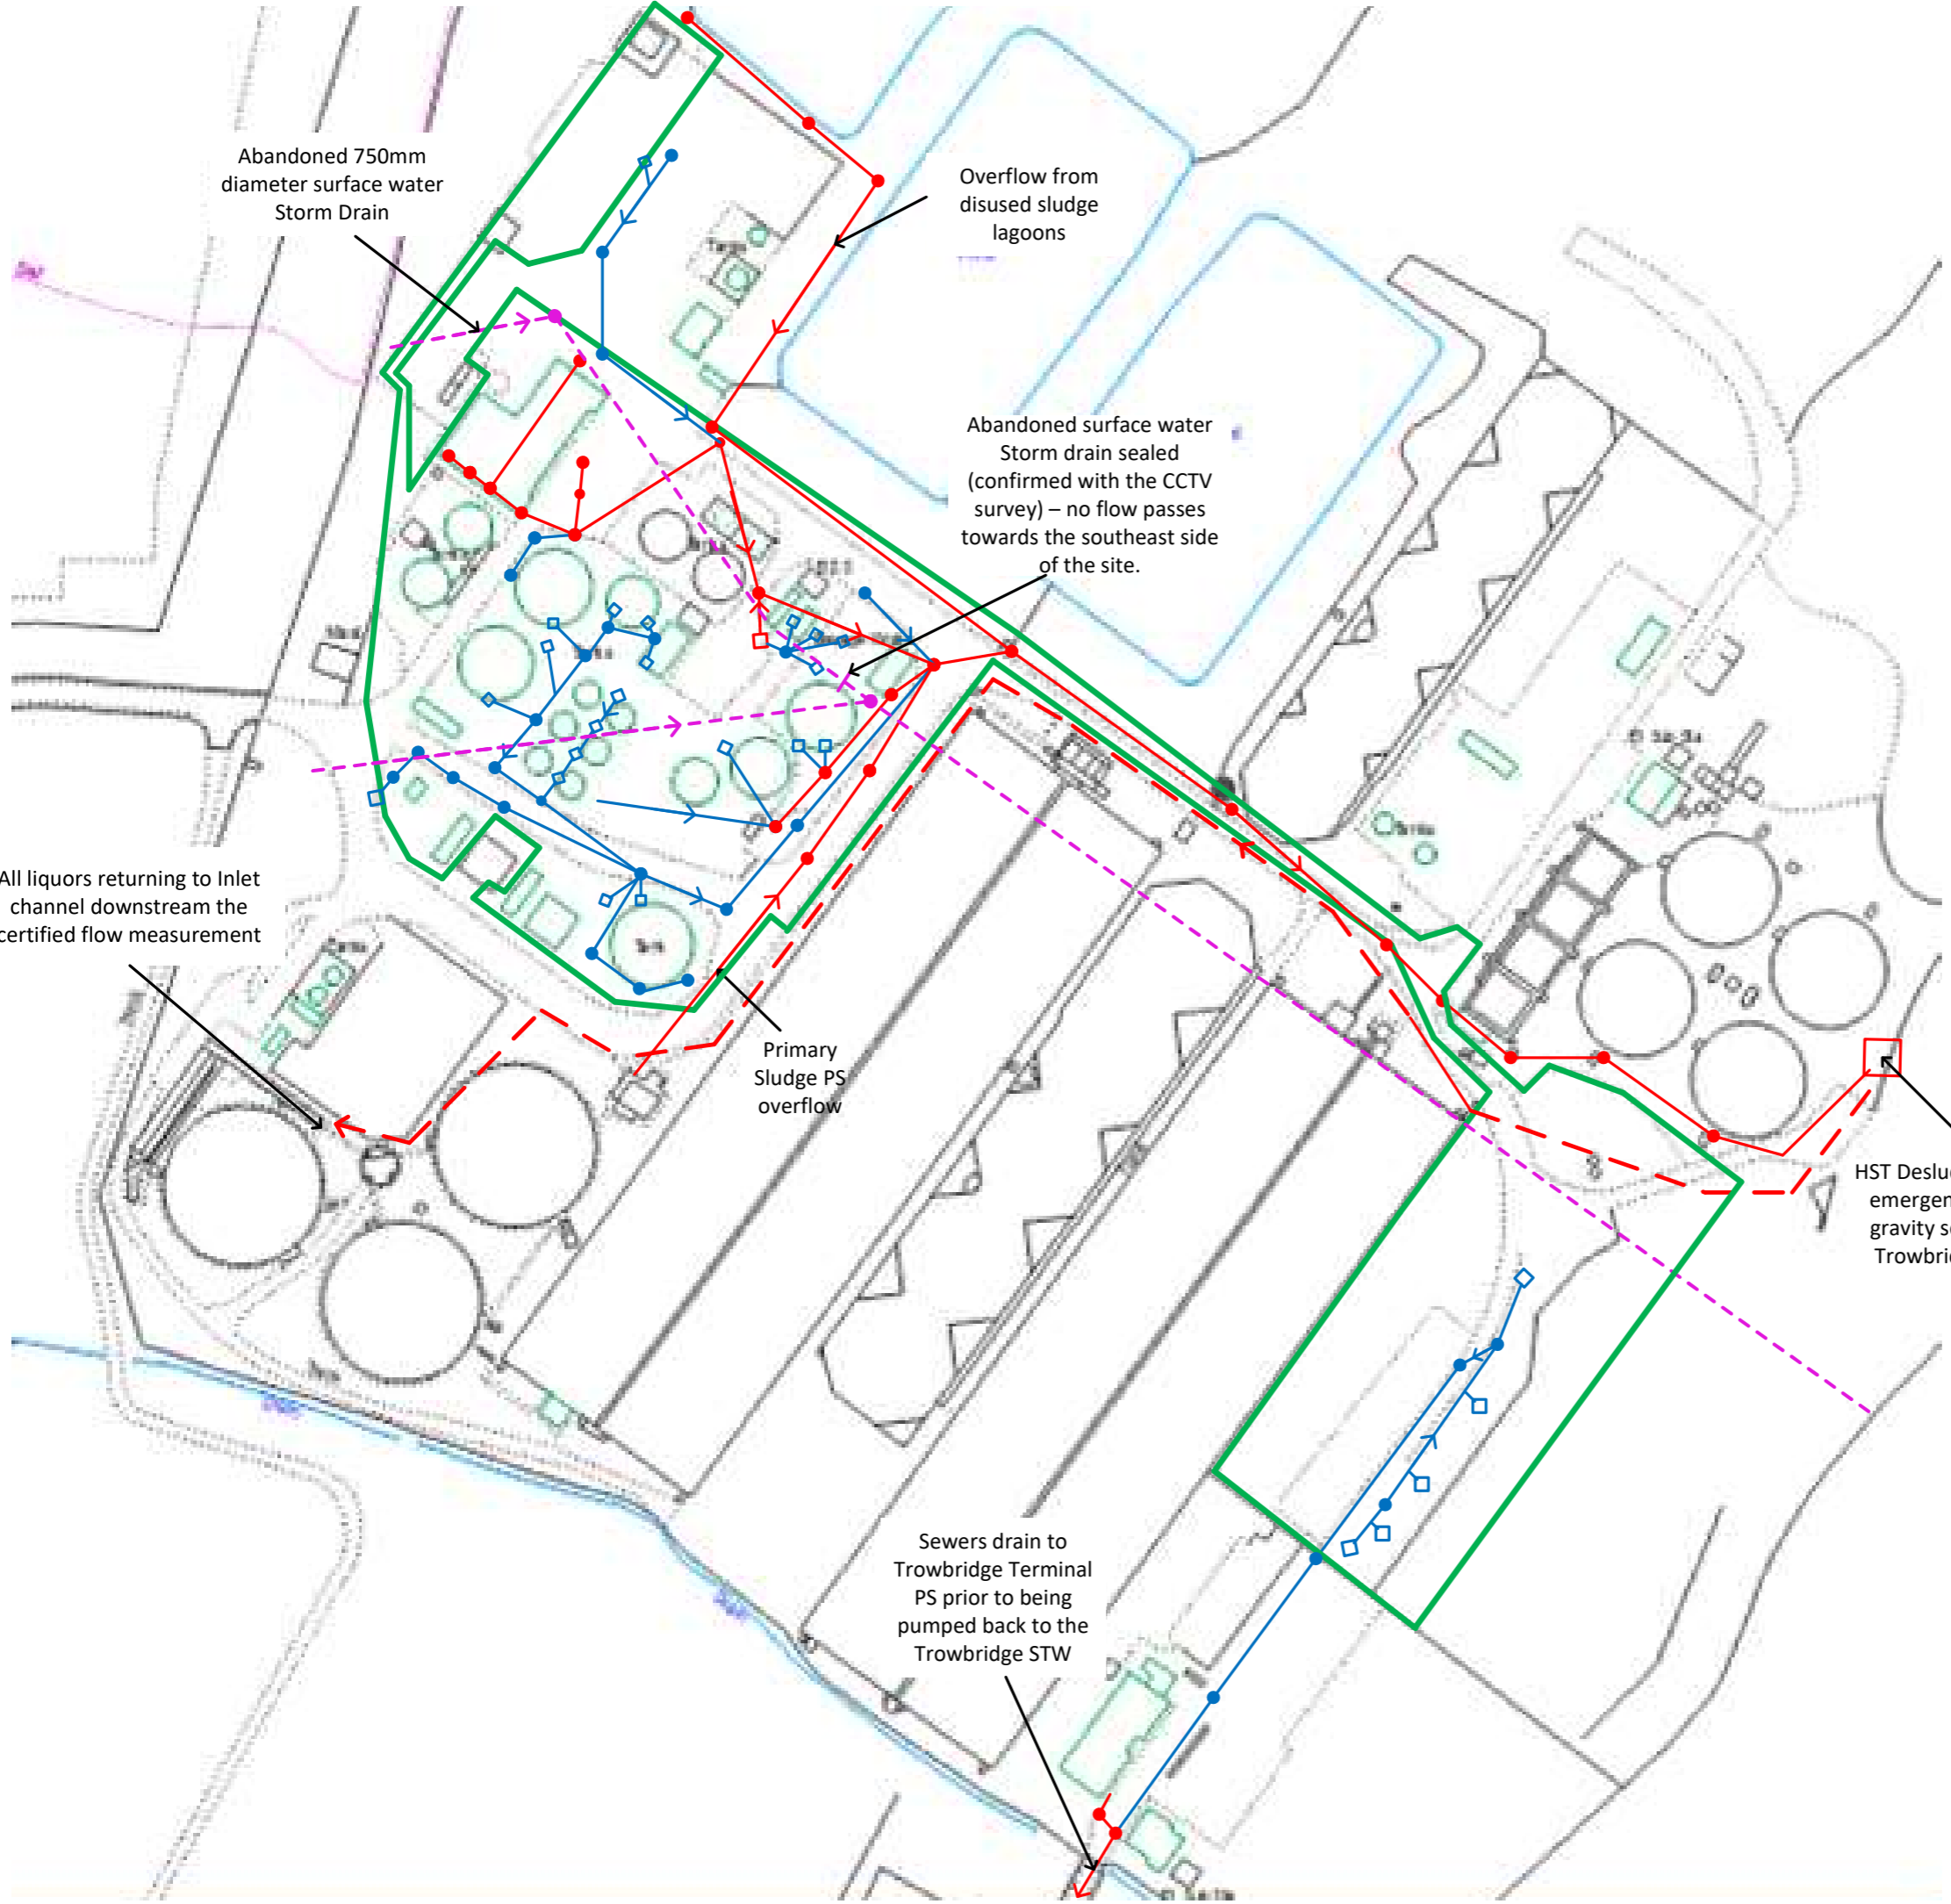 Abandoned 750mm
diameter surface water
Storm Drain
Overflow from
disused sludge
lagoons
Abandoned surface water
Storm drain sealed
(confirmed with the CCTV
survey) – no flow passes
towards the southeast side
of the site.
All liquors returning to Inlet
channel downstream the
certified flow measurement
Tank
Primary
Sludge PS
overflow
HST Deslu
emergen
gravity s
Trowbri
Sewers drain to
Trowbridge Terminal
PS prior to being
pumped back to the
Trowbridge STW